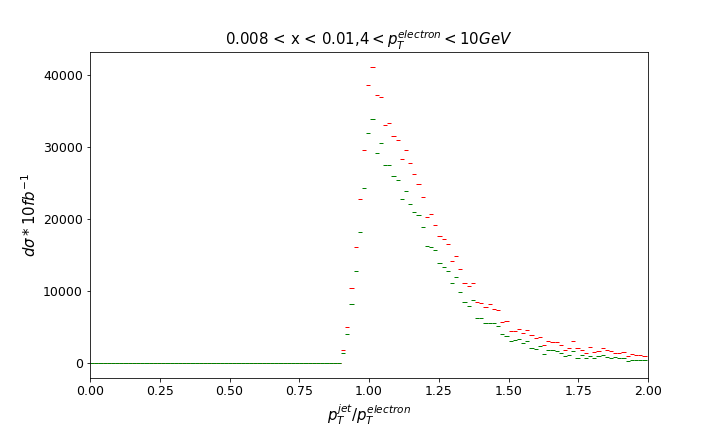 0.008 < x < 0.01,4 < $p_T^{electron}$ < 10GeV
40000
30000
20000
10000
0
$d\sigma * 10fb^{-1}$
0.00 0.25 0.50 0.75 1.00 1.25 1.50 1.75 2.00
$p_T^{jet}/p_T^{electron}$